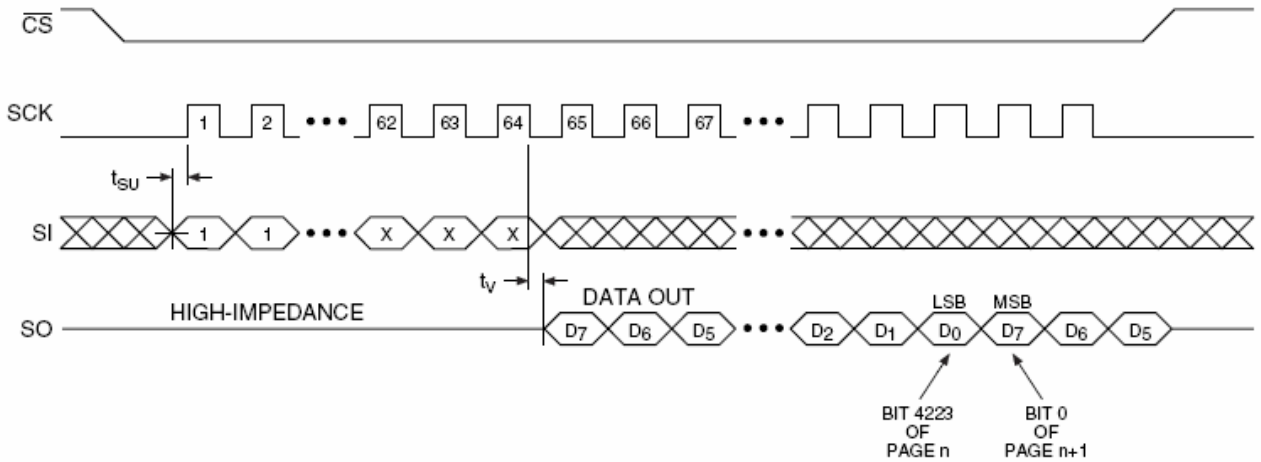 CS
SCK 1 2 ••• 62 63 64 65 66 67 •••
tSU
SI 1 1 ••• X X X •••
tV
DATA OUT LSB MSB
HIGH-IMPEDANCE
SO D7 D6 D5 ••• D2 D1 D0 D7 D6 D5
BIT 4223 BIT 0
OF OF
PAGE n PAGE n+1